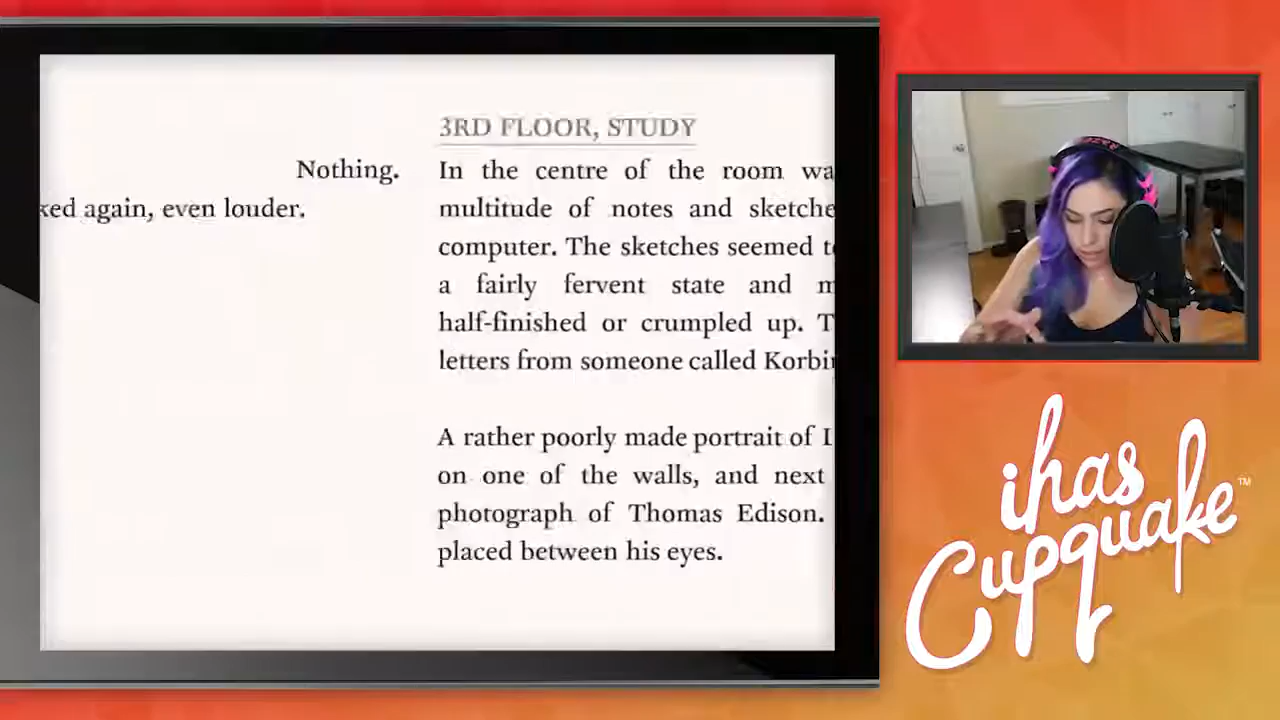 Nothing.
ked again, even louder.
3RD FLOOR, STUDY
In the centre of the room wa
multitude of notes and sketche
computer. The sketches seemed t
a fairly fervent state and m
half-finished or crumpled up. T
letters from someone called Korbi
A rather poorly made portrait of
on one of the walls, and next
photograph of Thomas Edison.
placed between his eyes.
ihas
Cupquake™
RAZER